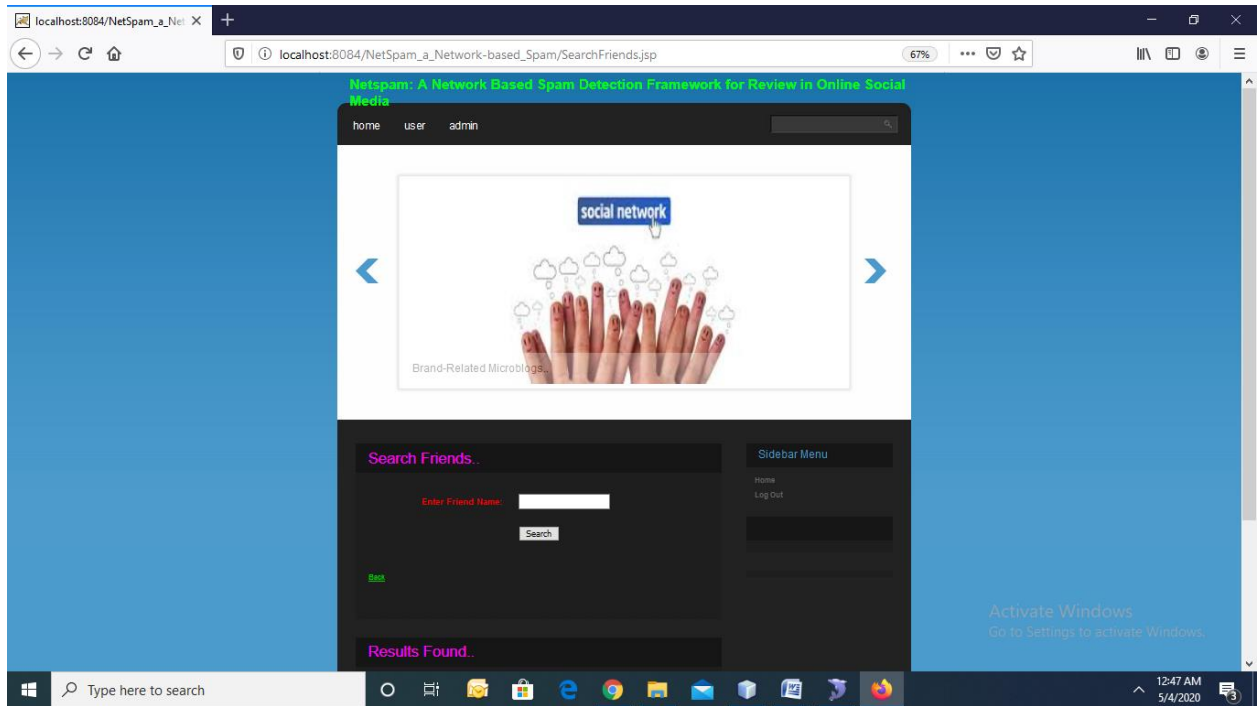 localhost:8084/NetSpam_a_Net
localhost:8084/NetSpam_a_Network-based_Spam/SearchFriends.jsp
67%
Netspam: A Network Based Spam Detection Framework for Review in Online Social
Media
home user admin
social network
Brand-Related Microblogs..
Search Friends..
Enter Friend Name:
Search
Back
Sidebar Menu
Home
Log Out
Results Found..
Activate Windows
Go to Settings to activate Windows.
Type here to search
12:47 AM
5/4/2020
3